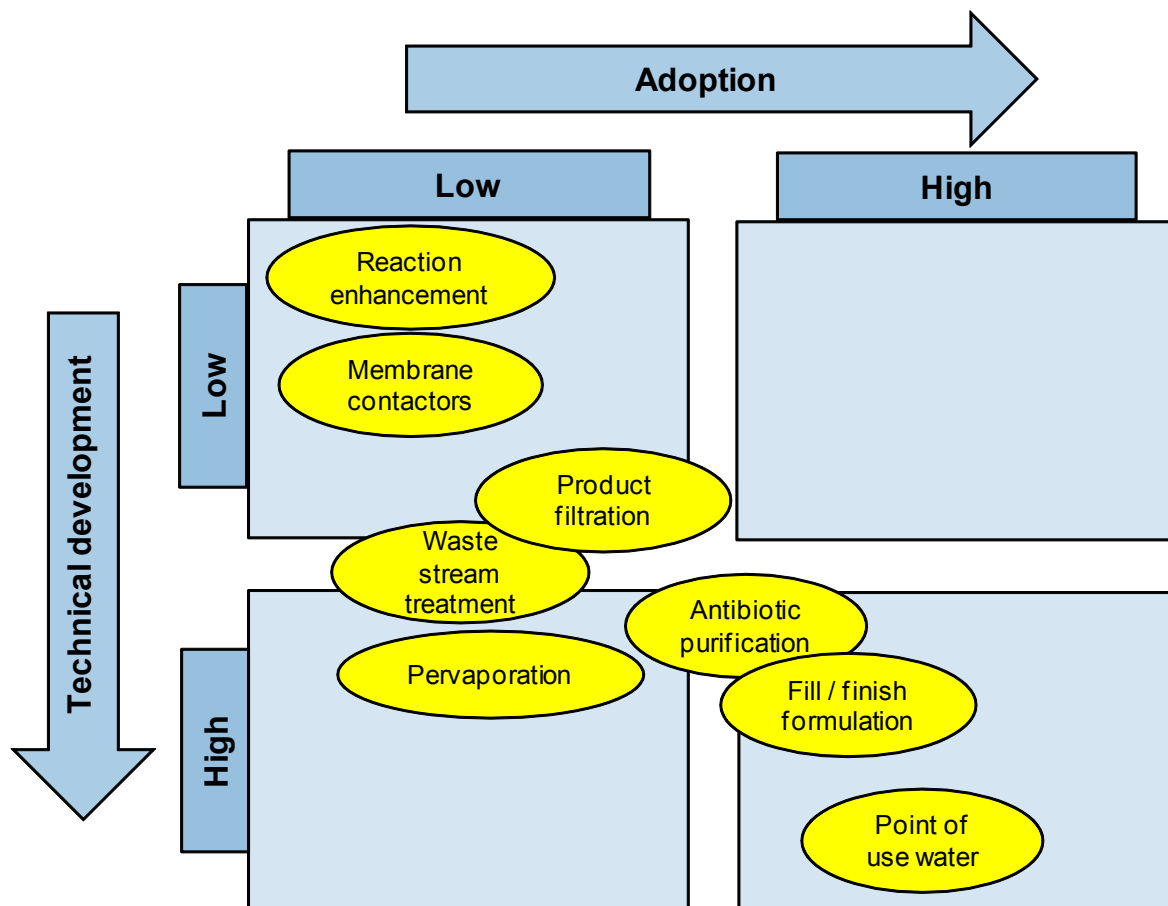 Adoption
Low
High
Technical development
Low
High
Reaction
enhancement
Membrane
contactors
Product
filtration
Waste
stream
treatment
Antibiotic
purification
Pervaporation
Fill / finish
formulation
Point of
use water